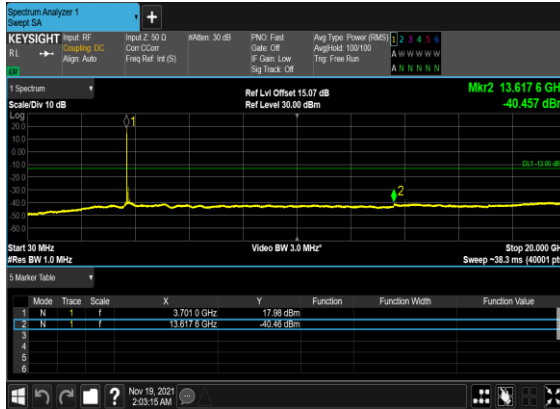 Spectrum Analyzer 1
Swept SA
KEYSIGHT
Input: RF
Coupling: DC
Align: Auto
Input Z: 50 Ω
Corr CCorr
Freq Ref: Int (S)
#Atten: 30 dB
PNO: Fast
Gate: Off
IF Gain: Low
Sig Track: Off
Avg Type: Power (RMS)
Avg|Hold: 100/100
Trig: Free Run
1 2 3 4 5 6
A W W W W W
A N N N N N
RL
LU
1 Spectrum
Scale/Div 10 dB
Ref Lvl Offset 15.07 dB
Ref Level 30.00 dBm
Mkr2 13.617 6 GH
-40.457 dBm
Log
20.0
10.0
0.00
-10.0
-20.0
-30.0
-40.0
-50.0
-60.0
1
2
DL1 -13.00 dB
Start 30 MHz
#Res BW 1.0 MHz
Video BW 3.0 MHz*
Stop 20.000 GH
Sweep ~38.3 ms (40001 pts
5 Marker Table
Mode Trace Scale X Y Function Function Width Function Value
1 N 1 f 3.701 0 GHz 17.98 dBm
2 N 1 f 13.617 6 GHz -40.46 dBm
3
4
5
6
Nov 19, 2021
2:03:15 AM